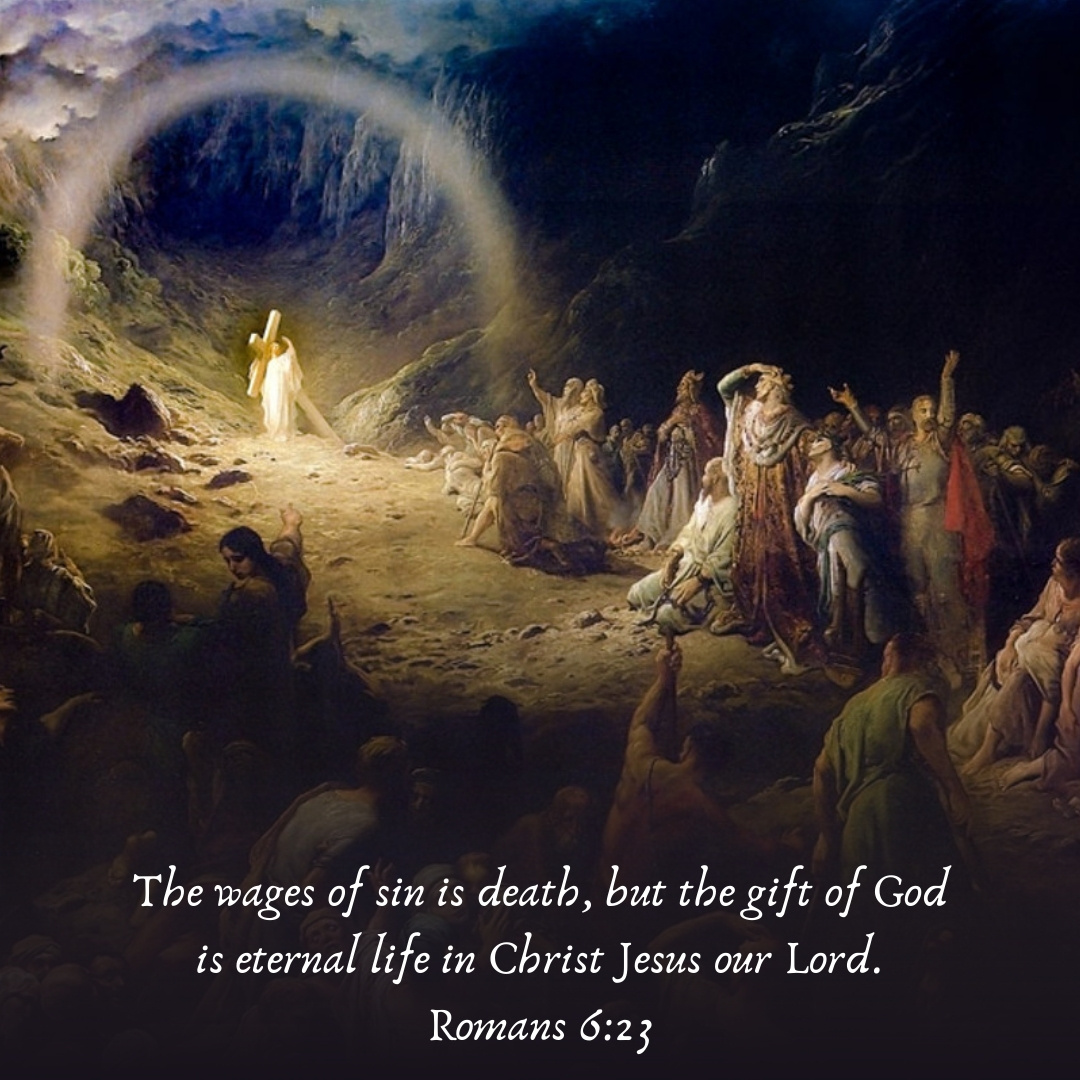 The wages of sin is death, but the gift of God
is eternal life in Christ Jesus our Lord.
Romans 6:23